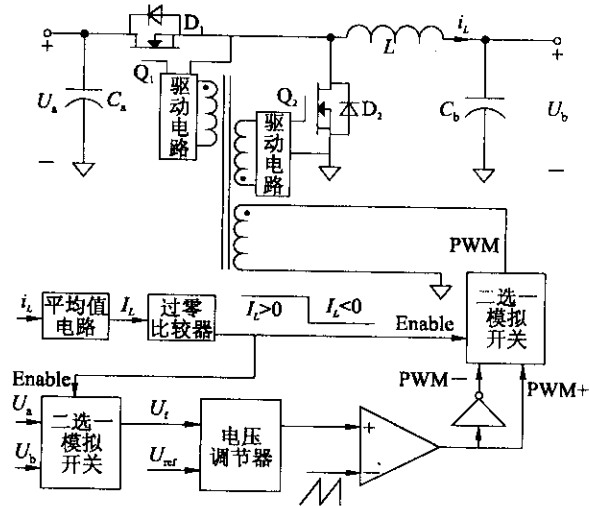 D₁
i_L
+
L
+
Q₁
U_a
C_a
驱动电路
Q₂
驱动电路
D₂
C_b
U_b
−
−
PWM
i_L
平均值电路
I_L
过零比较器
I_L>0
I_L<0
Enable
二选一模拟开关
Enable
PWM−
PWM+
U_a
U_b
二选一模拟开关
U_f
U_ref
电压调节器
+
−